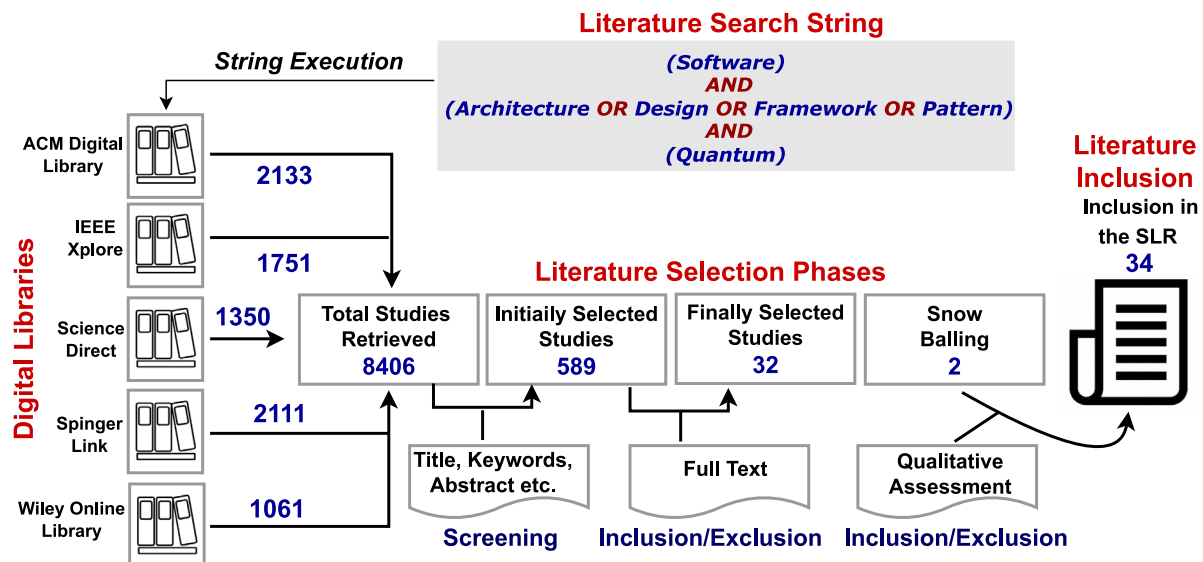 Literature Search String
String Execution
(Software)
AND
(Architecture OR Design OR Framework OR Pattern)
AND
(Quantum)
Digital Libraries
ACM Digital
Library
2133
IEEE
Xplore
1751
Science
Direct
1350
Spinger
Link
2111
Wiley Online
Library
1061
Literature Selection Phases
Total Studies
Retrieved
8406
Initiaily Selected
Studies
589
Finally Selected
Studies
32
Snow
Balling
2
Title, Keywords,
Abstract etc.
Screening
Full Text
Inclusion/Exclusion
Qualitative
Assessment
Inclusion/Exclusion
Literature
Inclusion
Inclusion in
the SLR
34